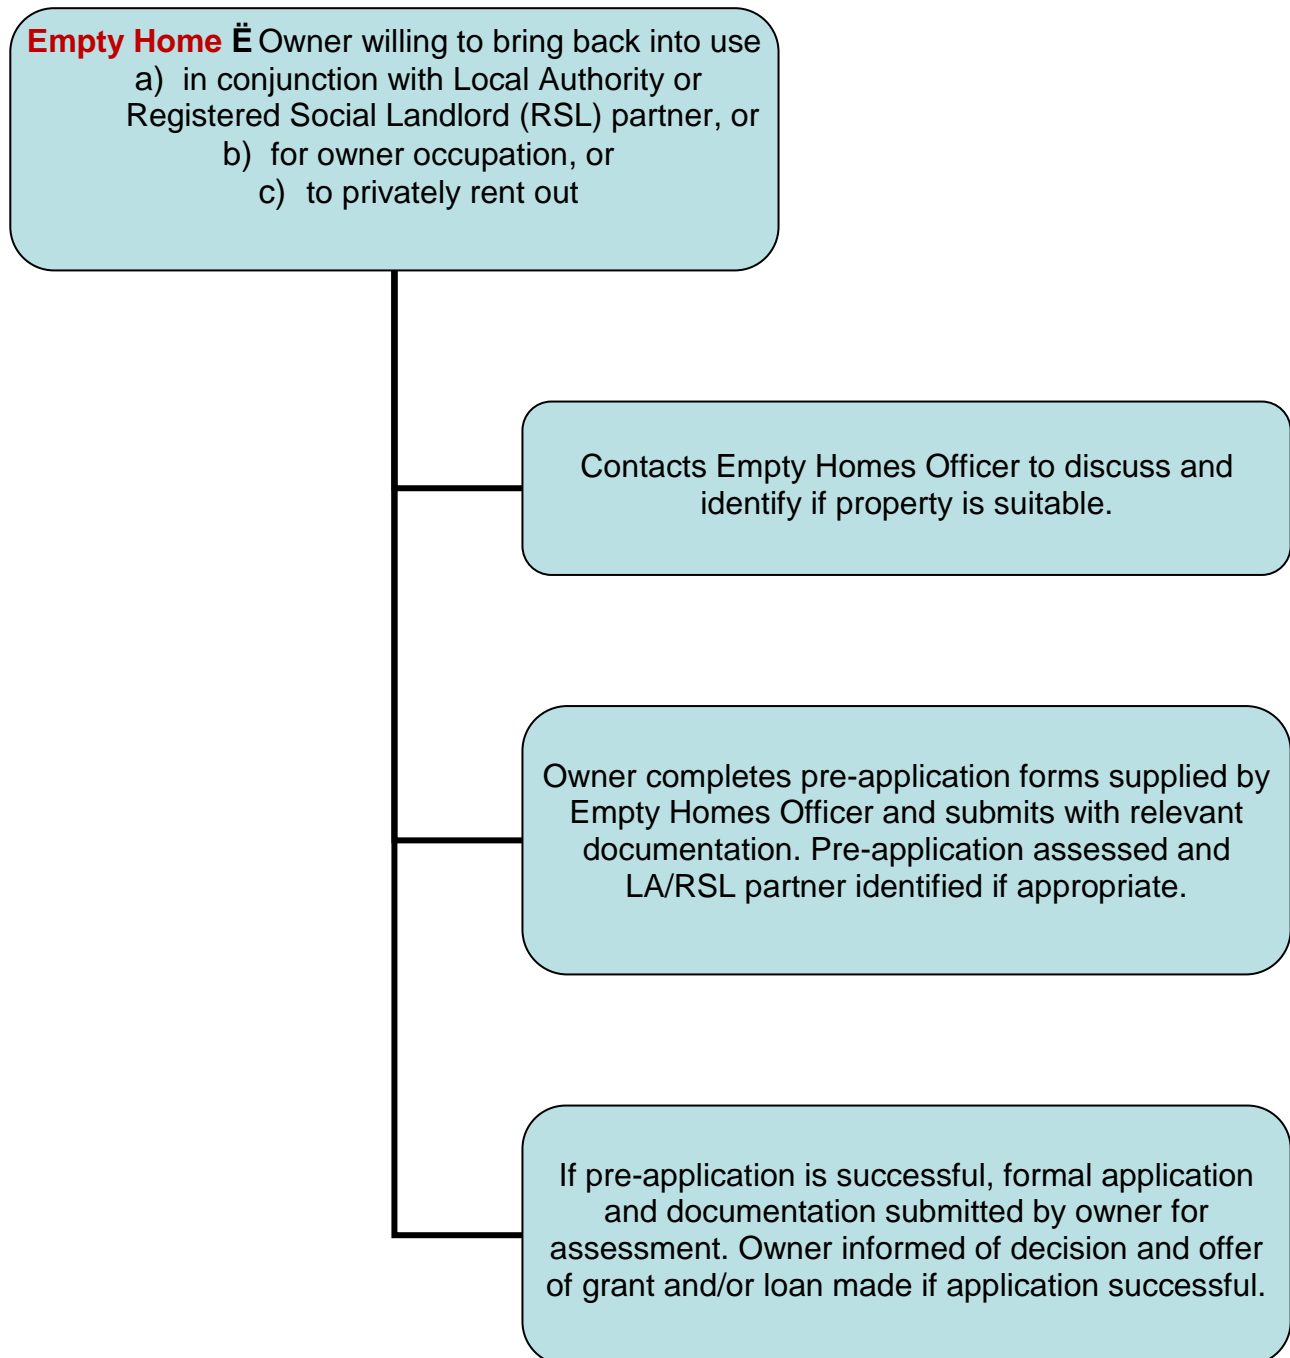 Empty Home Ë Owner willing to bring back into use
a) in conjunction with Local Authority or
Registered Social Landlord (RSL) partner, or
b) for owner occupation, or
c) to privately rent out
Contacts Empty Homes Officer to discuss and
identify if property is suitable.
Owner completes pre-application forms supplied by
Empty Homes Officer and submits with relevant
documentation. Pre-application assessed and
LA/RSL partner identified if appropriate.
If pre-application is successful, formal application
and documentation submitted by owner for
assessment. Owner informed of decision and offer
of grant and/or loan made if application successful.